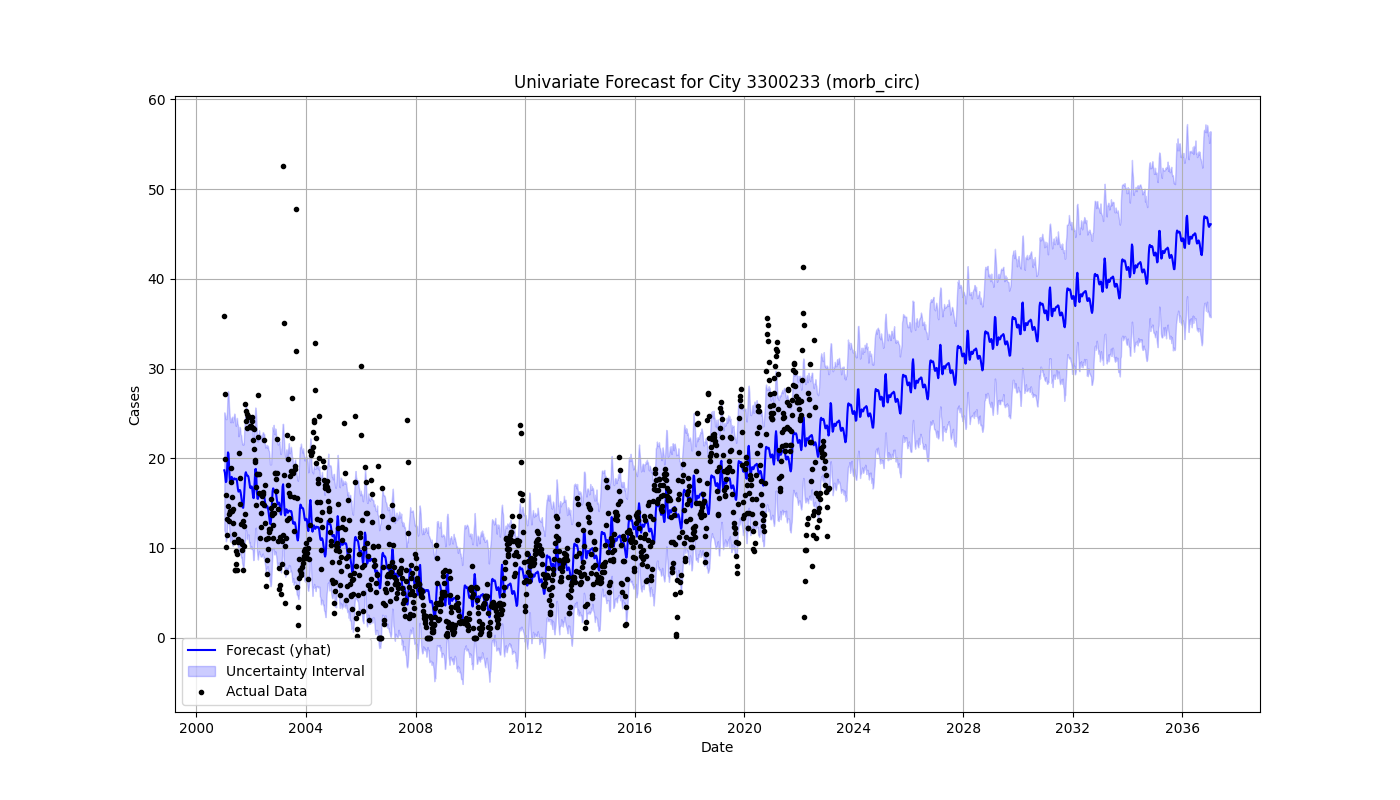 Univariate Forecast for City 3300233 (morb_circ)
60
50
40
30
20
10
0
Cases
Forecast (yhat)
Uncertainty Interval
Actual Data
2000 2004 2008 2012 2016 2020 2024 2028 2032 2036
Date